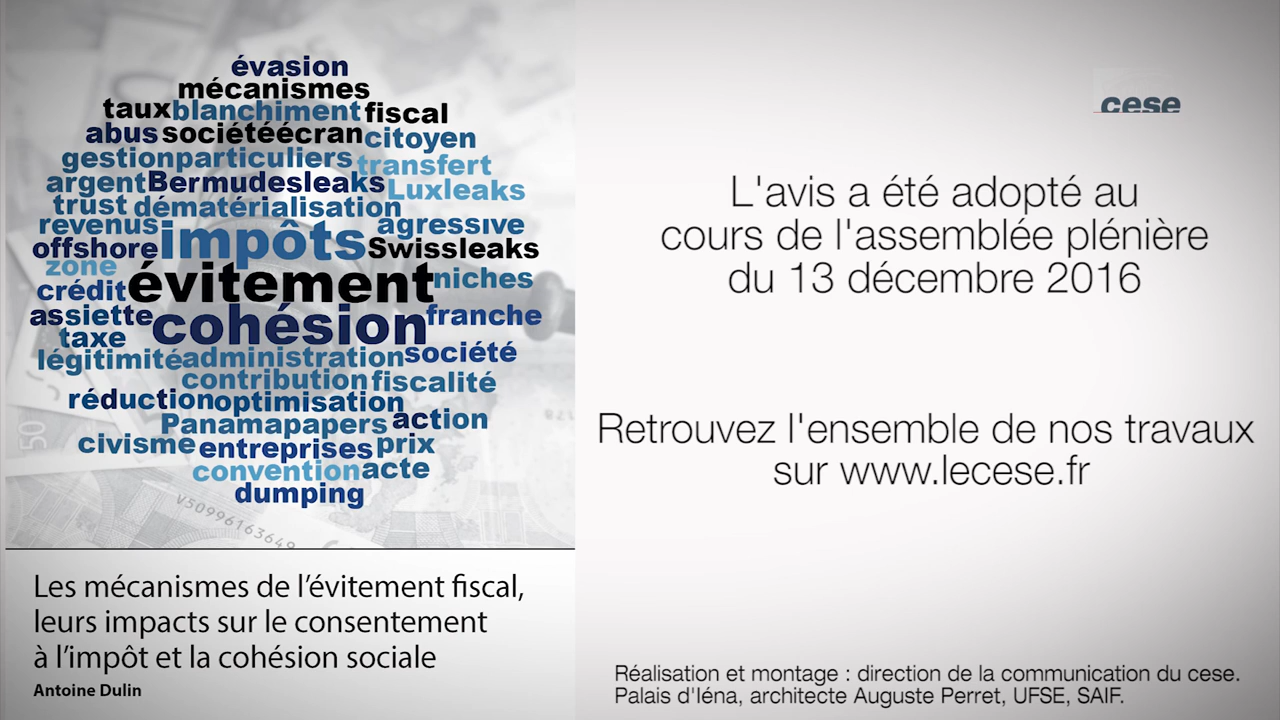 évasion
mécanismes
taux blanchiment fiscal
abus sociétéécran citoyen
gestion particuliers transfert
argent Bermudesleaks Luxleaks
trust dématérialisation
revenus impôts agressive
offshore Swissleaks
zone
crédit évitement niches
assiette cohésion franche
taxe
légitimité administration société
contribution fiscalité
réduction optimisation
Panamapapers action
civisme entreprises prix
convention acte
dumping
V50996163649
50
Les mécanismes de l’évitement fiscal,
leurs impacts sur le consentement
à l’impôt et la cohésion sociale
Antoine Dulin
cese
L'avis a été adopté au
cours de l'assemblée plénière
du 13 décembre 2016
Retrouvez l'ensemble de nos travaux
sur www.lecese.fr
Réalisation et montage : direction de la communication du cese.
Palais d'Iéna, architecte Auguste Perret, UFSE, SAIF.